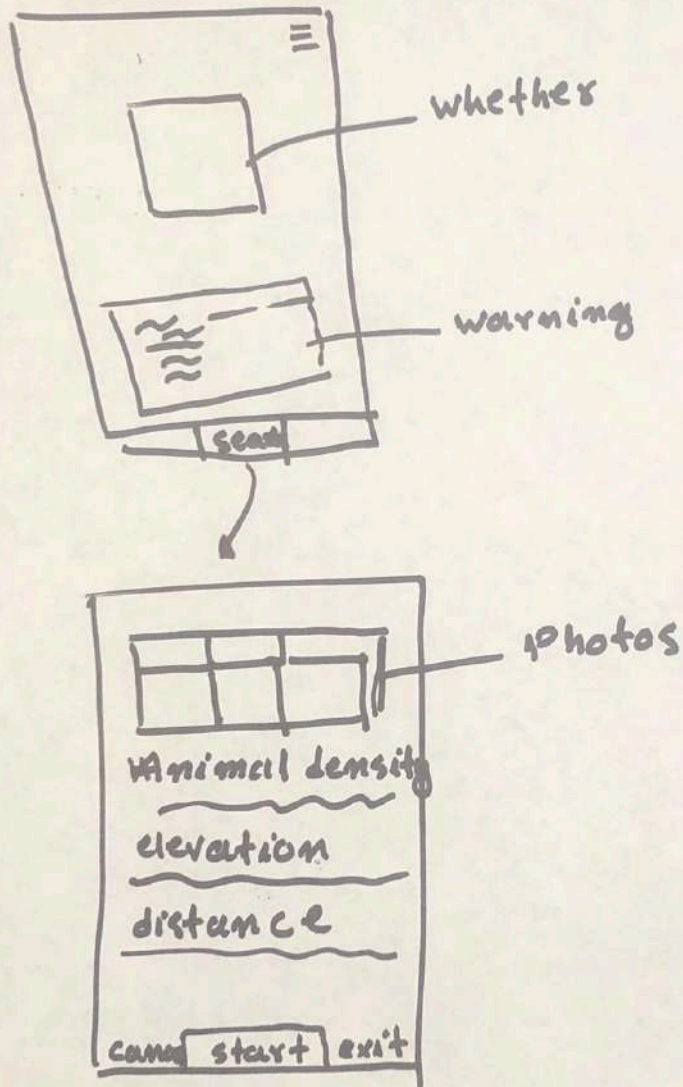 whether
warning
photos
Animal density
elevation
distance
start exit